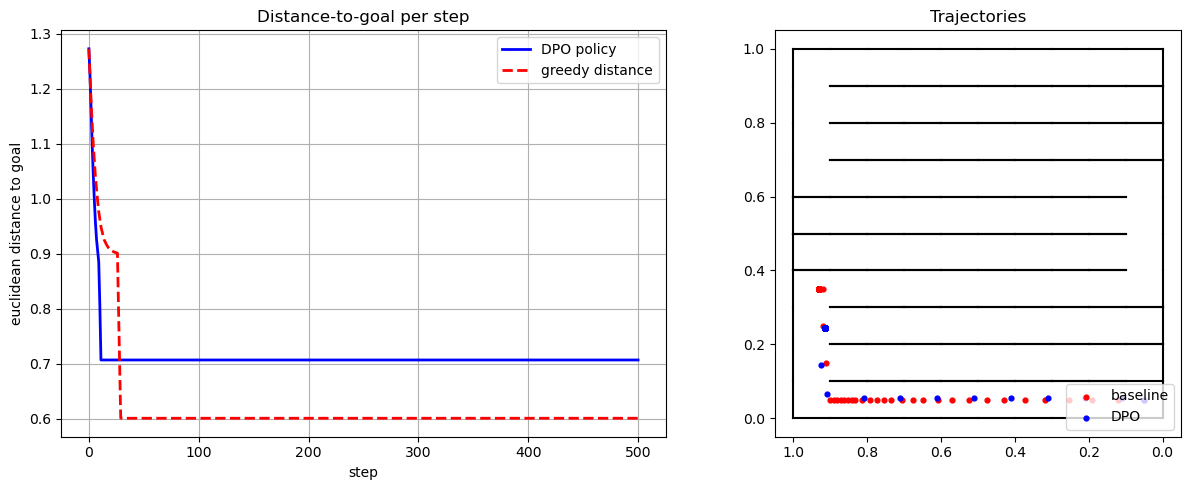 Distance-to-goal per step
1.3
1.2
1.1
1.0
0.9
0.8
0.7
0.6
euclidean distance to goal
0 100 200 300 400 500
step
DPO policy
greedy distance
Trajectories
1.0
0.8
0.6
0.4
0.2
0.0
1.0 0.8 0.6 0.4 0.2 0.0
baseline
DPO